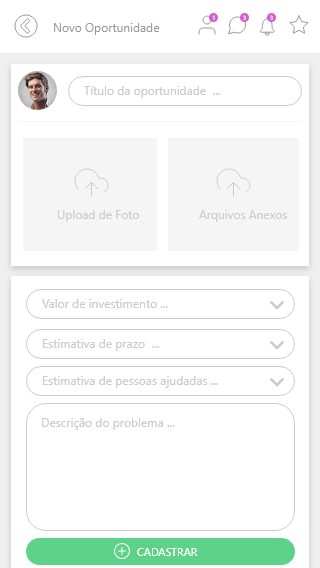 Novo Oportunidade
1
3
3
Título da oportunidade ...
Upload de Foto
Arquivos Anexos
Valor de investimento ...
Estimativa de prazo ...
Estimativa de pessoas ajudadas ...
Descrição do problema ...
CADASTRAR